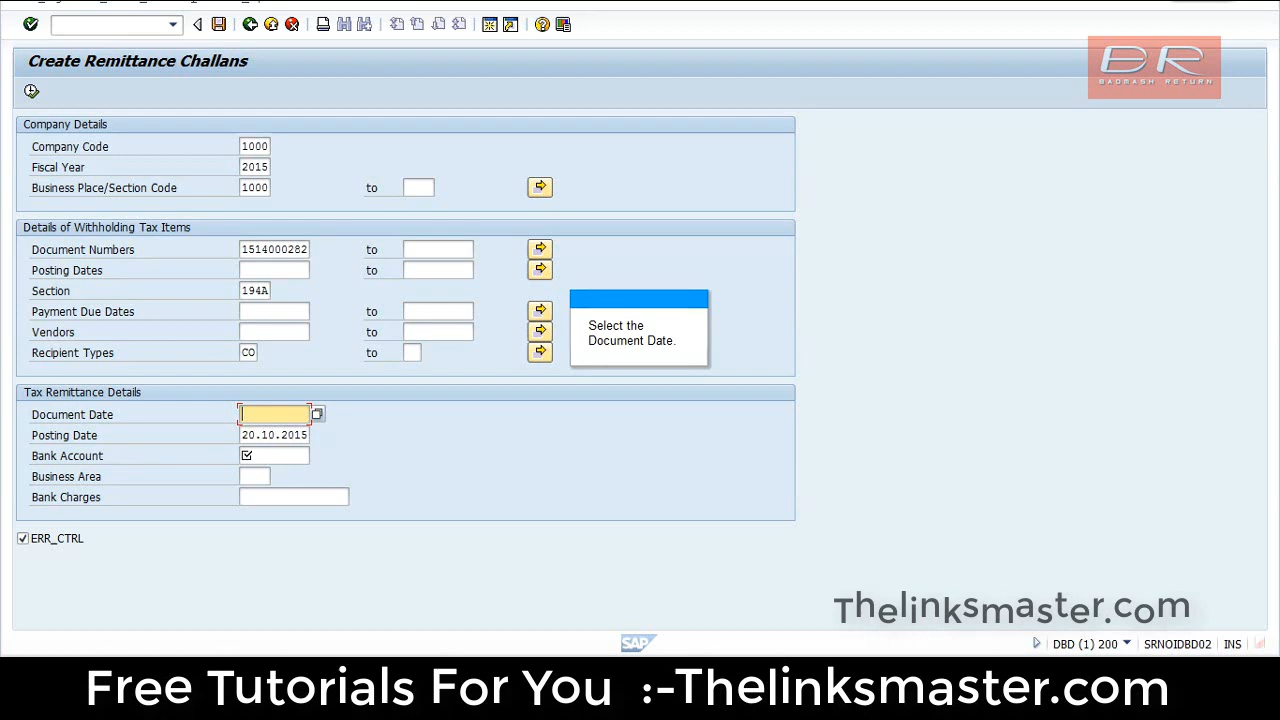 Create Remittance Challans
BR
BADMASH RETURN
Company Details
Company Code 1000
Fiscal Year 2015
Business Place/Section Code 1000 to
Details of Withholding Tax Items
Document Numbers 1514000282 to
Posting Dates to
Section 194A
Payment Due Dates to
Vendors to
Recipient Types CO to
Select the
Document Date.
Tax Remittance Details
Document Date
Posting Date 20.10.2015
Bank Account
Business Area
Bank Charges
ERR_CTRL
Thelinksmaster.com
SAP DBD (1) 200 SRNOIDBD02 INS
Free Tutorials For You :-Thelinksmaster.com